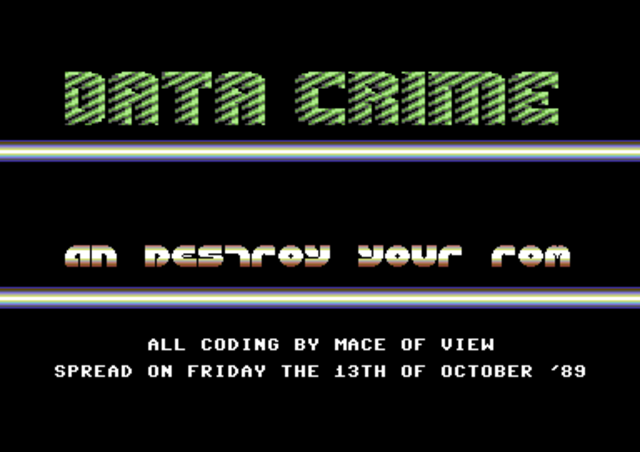 DATA CRIME
an Destroy your rom
ALL CODING BY MACE OF VIEW
SPREAD ON FRIDAY THE 13TH OF OCTOBER '89